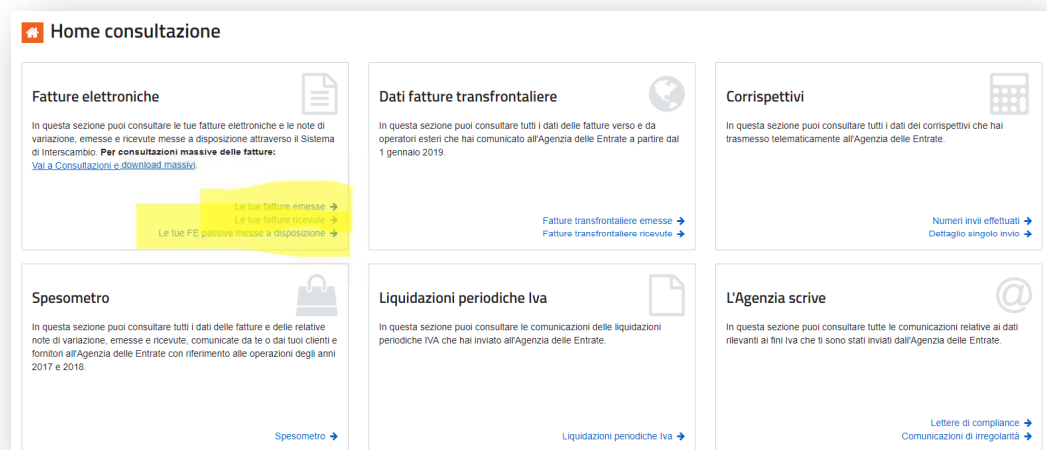 Home consultazione
Fatture elettroniche
In questa sezione puoi consultare le tue fatture elettroniche e le note di
variazione, emesse e ricevute messe a disposizione attraverso il Sistema
di Interscambio. Per consultazioni massive delle fatture:
Vai a Consultazioni e download massivi.
Le tue fatture emesse
Le tue fatture ricevute
Le tue FE passive messe a disposizione
Dati fatture transfrontaliere
In questa sezione puoi consultare tutti i dati delle fatture verso e da
operatori esteri che hai comunicato all'Agenzia delle Entrate a partire dal
1 gennaio 2019.
Fatture transfrontaliere emesse
Fatture transfrontaliere ricevute
Corrispettivi
In questa sezione puoi consultare tutti i dati dei corrispettivi che hai
trasmesso telematicamente all'Agenzia delle Entrate.
Numeri invii effettuati
Dettaglio singolo invio
Spesometro
In questa sezione puoi consultare tutti i dati delle fatture e delle relative
note di variazione, emesse e ricevute, comunicate da te o dai tuoi clienti e
fornitori all'Agenzia delle Entrate con riferimento alle operazioni degli anni
2017 e 2018.
Spesometro
Liquidazioni periodiche Iva
In questa sezione puoi consultare le comunicazioni delle liquidazioni
periodiche IVA che hai inviato all'Agenzia delle Entrate.
Liquidazioni periodiche Iva
L'Agenzia scrive
@
In questa sezione puoi consultare tutte le comunicazioni relative ai dati
rilevanti ai fini Iva che ti sono stati inviati dall'Agenzia delle Entrate.
Lettere di compliance
Comunicazioni di irregolarità